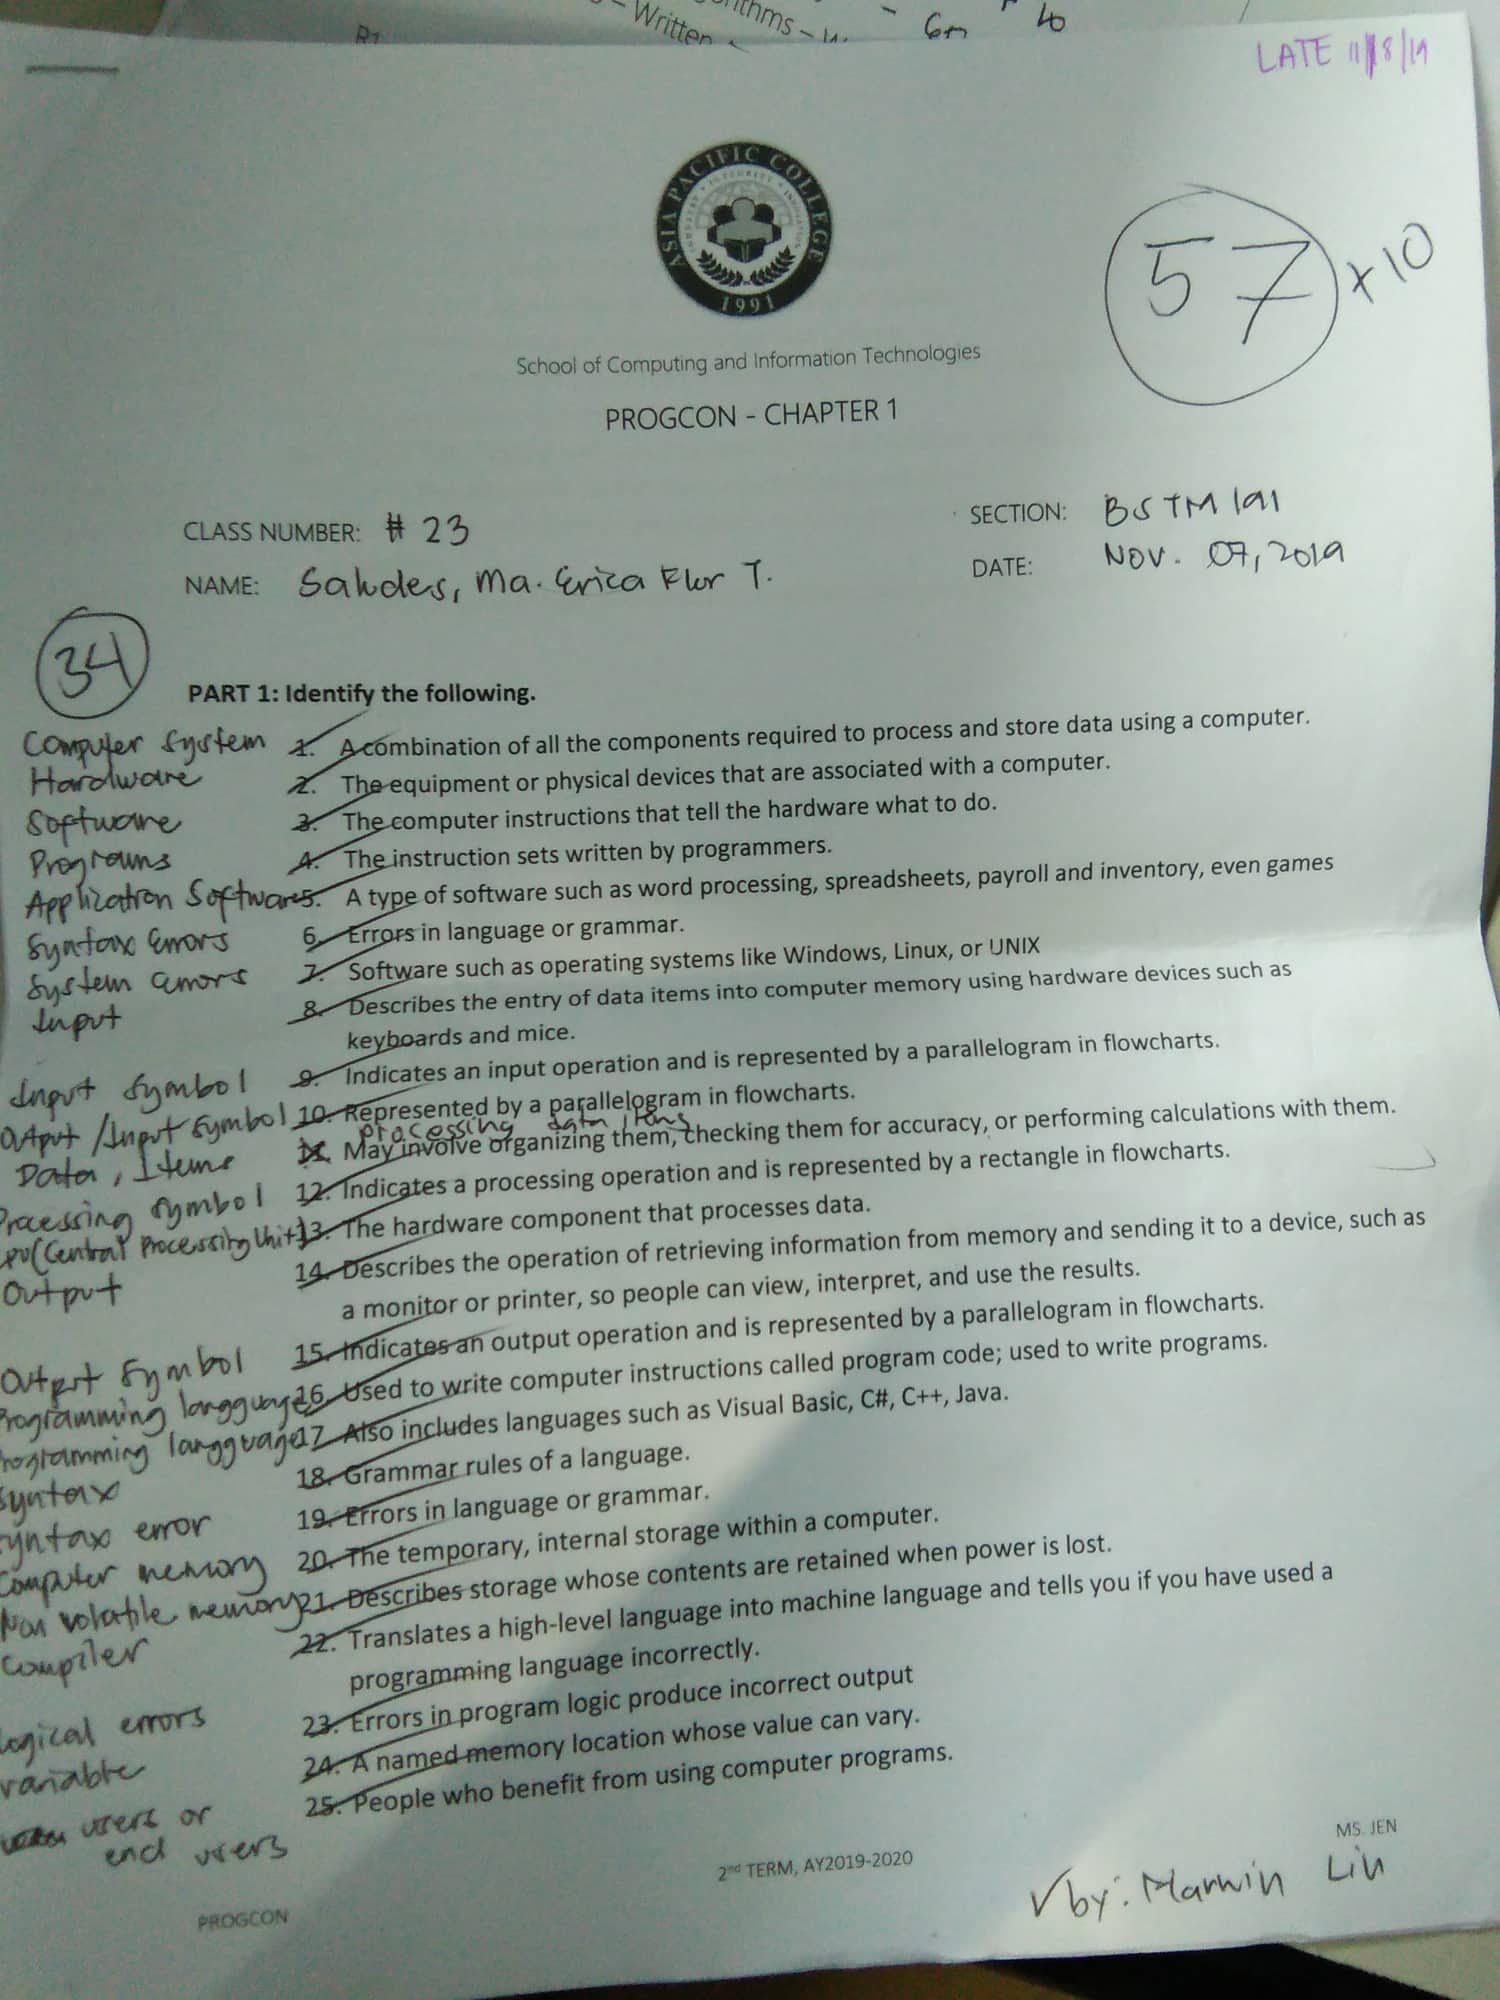 Written
6m
LATE 11/8/19
ASIA PACIFIC COLLEGE
1991
57 + 10
School of Computing and Information Technologies
PROGCON - CHAPTER 1
CLASS NUMBER: # 23
SECTION: BSTM 191
NAME: Ma. Erica Flor T.
DATE: Nov. 07, 2019
34
PART 1: Identify the following.
Computer System 1. A combination of all the components required to process and store data using a computer.
Hardware 2. The equipment or physical devices that are associated with a computer.
Software 3. The computer instructions that tell the hardware what to do.
Programs 4. The instruction sets written by programmers.
Application Software 5. A type of software such as word processing, spreadsheets, payroll and inventory, even games
Syntax Errors 6. Errors in language or grammar.
System errors 7. Software such as operating systems like Windows, Linux, or UNIX
Input 8. Describes the entry of data items into computer memory using hardware devices such as
keyboards and mice.
Input Symbol 9. Indicates an input operation and is represented by a parallelogram in flowcharts.
Output /Input Symbol 10. Represented by a parallelogram in flowcharts.
processing data items
Data, Items 11. May involve organizing them, checking them for accuracy, or performing calculations with them.
Processing Symbol 12. Indicates a processing operation and is represented by a rectangle in flowcharts.
CPU(Central Processing Unit) 13. The hardware component that processes data.
Output 14. Describes the operation of retrieving information from memory and sending it to a device, such as
a monitor or printer, so people can view, interpret, and use the results.
Output Symbol 15. Indicates an output operation and is represented by a parallelogram in flowcharts.
Programming langguage 16. Used to write computer instructions called program code; used to write programs.
Programming langguage 17. Also includes languages such as Visual Basic, C#, C++, Java.
Syntax 18. Grammar rules of a language.
Syntax error 19. Errors in language or grammar.
Computer memory 20. The temporary, internal storage within a computer.
Non volatile memory 21. Describes storage whose contents are retained when power is lost.
Compiler 22. Translates a high-level language into machine language and tells you if you have used a
programming language incorrectly.
logical errors 23. Errors in program logic produce incorrect output
variable 24. A named memory location whose value can vary.
users or 25. People who benefit from using computer programs.
end users
MS. JEN
2nd TERM, AY2019-2020
✓ by: Marwin Lin
PROGCON